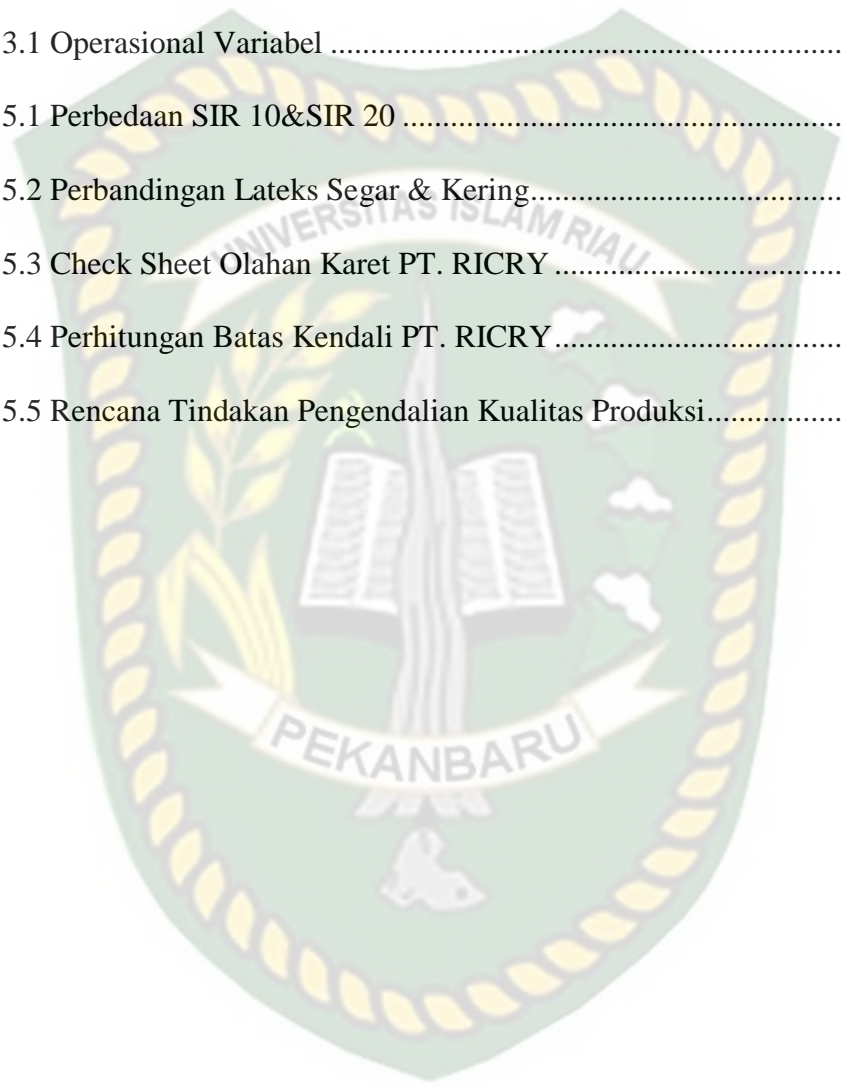 3.1 Operasional Variabel ...........................................................
5.1 Perbedaan SIR 10&SIR 20 ..................................................
5.2 Perbandingan Lateks Segar & Kering....................................
UNIVERSITAS ISLAM RIAU
5.3 Check Sheet Olahan Karet PT. RICRY .................................
5.4 Perhitungan Batas Kendali PT. RICRY.................................
5.5 Rencana Tindakan Pengendalian Kualitas Produksi................
PEKANBARU